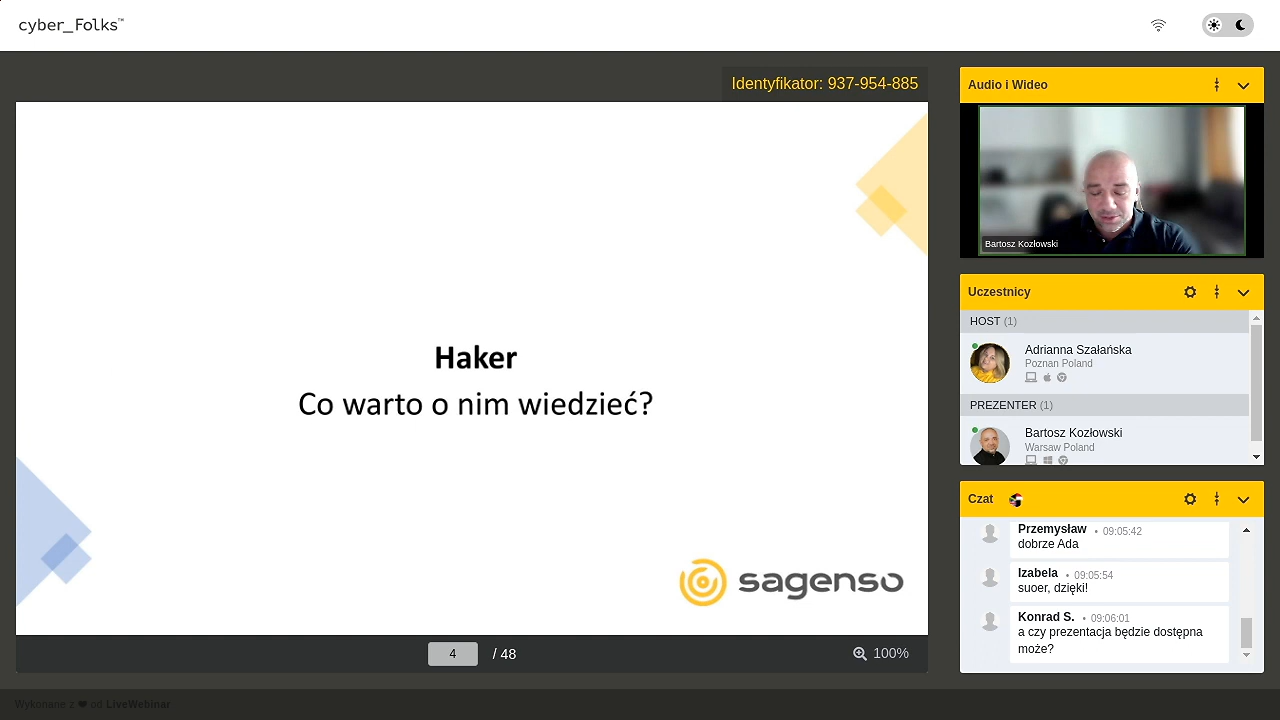 cyber_Folks™
Identyfikator: 937-954-885
Haker
Co warto o nim wiedzieć?
sagenso
4 / 48
100%
Wykonane z ❤ od LiveWebinar
Audio i Wideo
Bartosz Kozłowski
Uczestnicy
HOST (1)
Adrianna Szałańska
Poznan Poland
PREZENTER (1)
Bartosz Kozłowski
Warsaw Poland
Czat
Przemysław • 09:05:42
dobrze Ada
Izabela • 09:05:54
suoer, dzięki!
Konrad S. • 09:06:01
a czy prezentacja będzie dostępna
może?